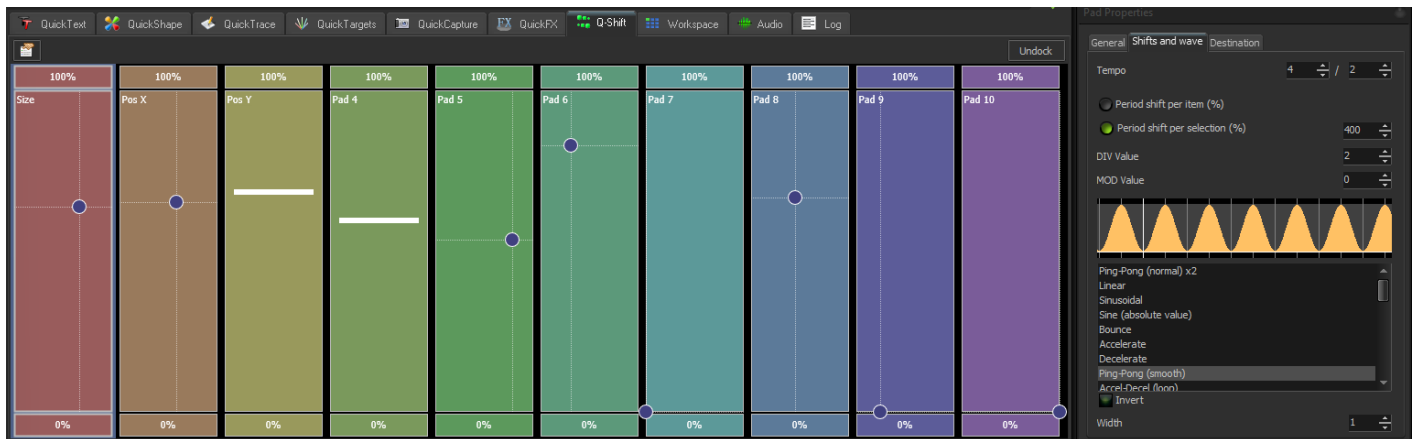 QuickText QuickShape QuickTrace QuickTargets QuickCapture QuickFX Q-Shift Workspace Audio Log
Undock
100% 100% 100% 100% 100% 100% 100% 100% 100% 100%
Size Pos X Pos Y Pad 4 Pad 5 Pad 6 Pad 7 Pad 8 Pad 9 Pad 10
0% 0% 0% 0% 0% 0% 0% 0% 0% 0%
Pad Properties
General Shifts and wave Destination
Tempo 4 / 2
Period shift per item (%)
Period shift per selection (%) 400
DIV Value 2
MOD Value 0
Ping-Pong (normal) x2
Linear
Sinusoidal
Sine (absolute value)
Bounce
Accelerate
Decelerate
Ping-Pong (smooth)
Accel-Decel (loop)
Invert
Width 1